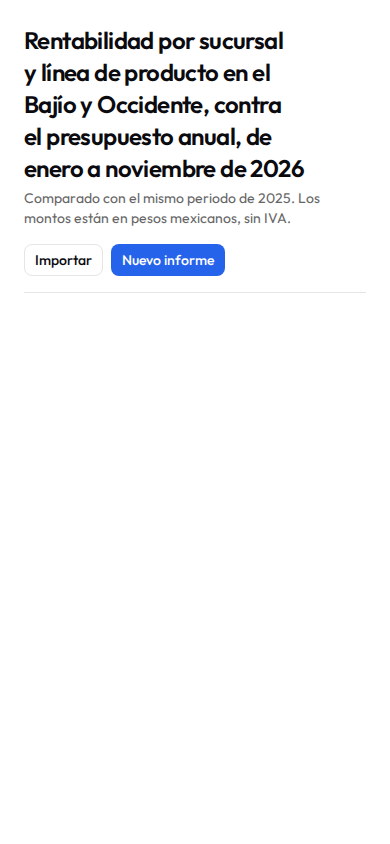 Rentabilidad por sucursal
y línea de producto en el
Bajío y Occidente, contra
el presupuesto anual, de
enero a noviembre de 2026
Comparado con el mismo periodo de 2025. Los
montos están en pesos mexicanos, sin IVA.
Importar
Nuevo informe